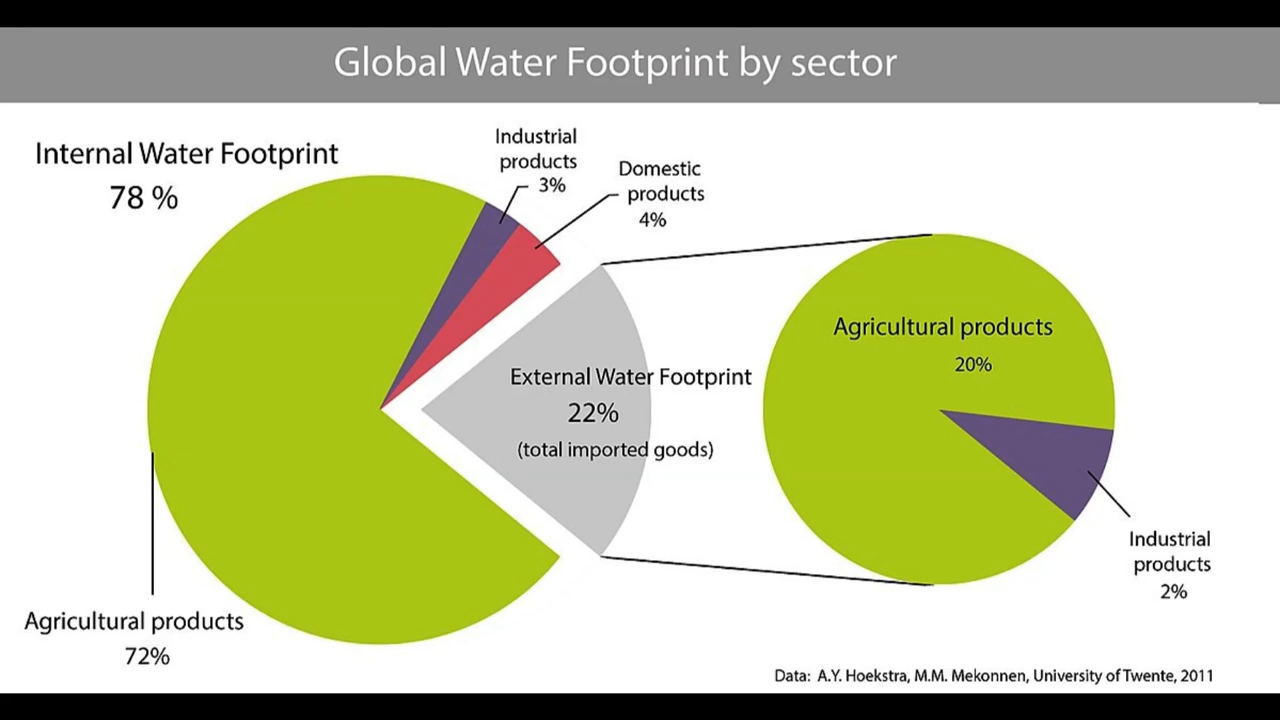 Global Water Footprint by sector
Internal Water Footprint
78 %
Industrial
products
3%
Domestic
products
4%
External Water Footprint
22%
(total imported goods)
Agricultural products
20%
Industrial
products
2%
Agricultural products
72%
Data: A.Y. Hoekstra, M.M. Mekonnen, University of Twente, 2011